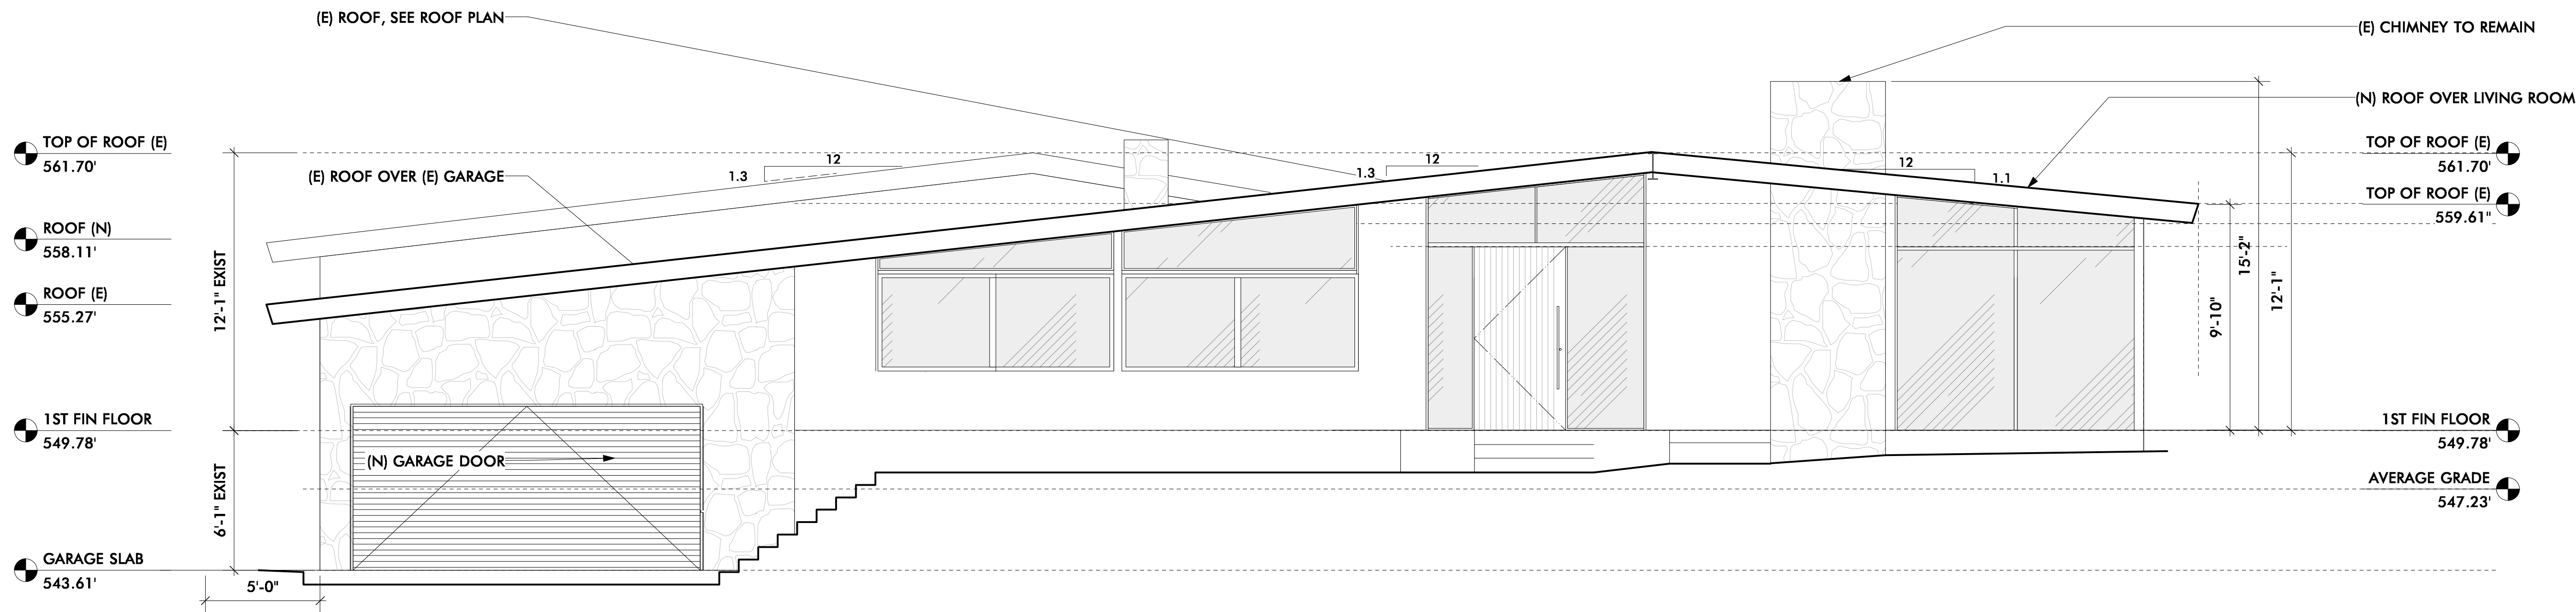 (E) ROOF, SEE ROOF PLAN
(E) CHIMNEY TO REMAIN
(N) ROOF OVER LIVING ROOM
TOP OF ROOF (E)
561.70'
(E) ROOF OVER (E) GARAGE
12
1.3
12
1.3
12
1.1
TOP OF ROOF (E)
561.70'
TOP OF ROOF (E)
559.61"
ROOF (N)
558.11'
ROOF (E)
555.27'
12'-1" EXIST
15'-2"
12'-1"
9'-10"
1ST FIN FLOOR
549.78'
1ST FIN FLOOR
549.78'
(N) GARAGE DOOR
6'-1" EXIST
AVERAGE GRADE
547.23'
GARAGE SLAB
543.61'
5'-0"